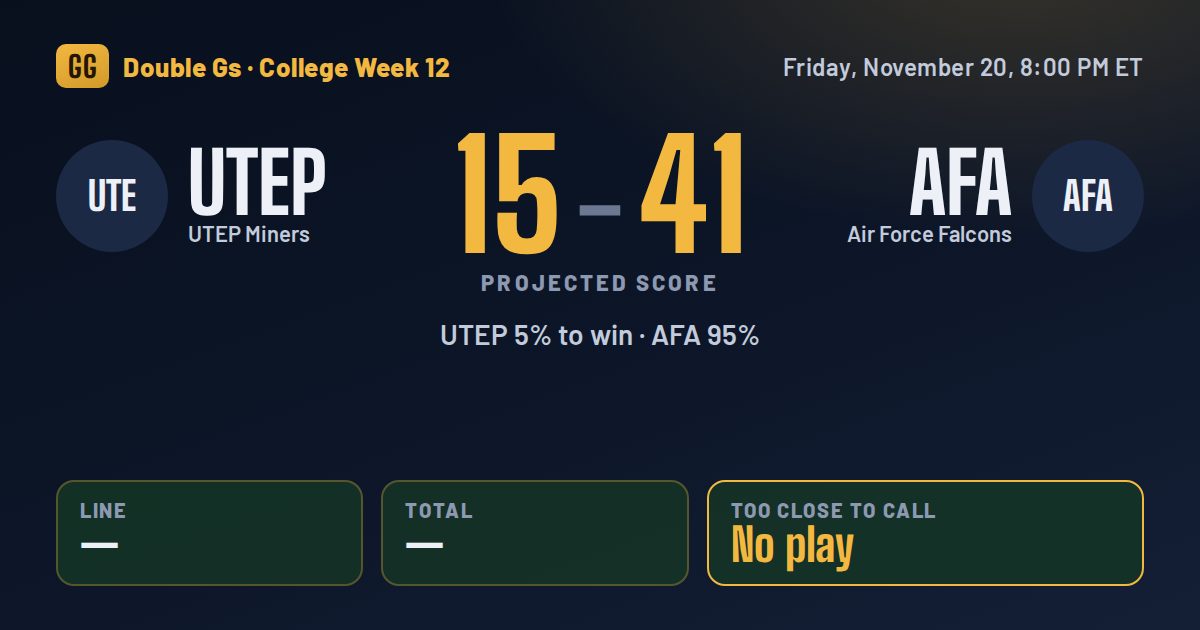 GG Double Gs · College Week 12
Friday, November 20, 8:00 PM ET
UTE
UTEP
UTEP Miners
15 – 41
PROJECTED SCORE
UTEP 5% to win · AFA 95%
AFA
Air Force Falcons
AFA
LINE
—
TOTAL
—
TOO CLOSE TO CALL
No play